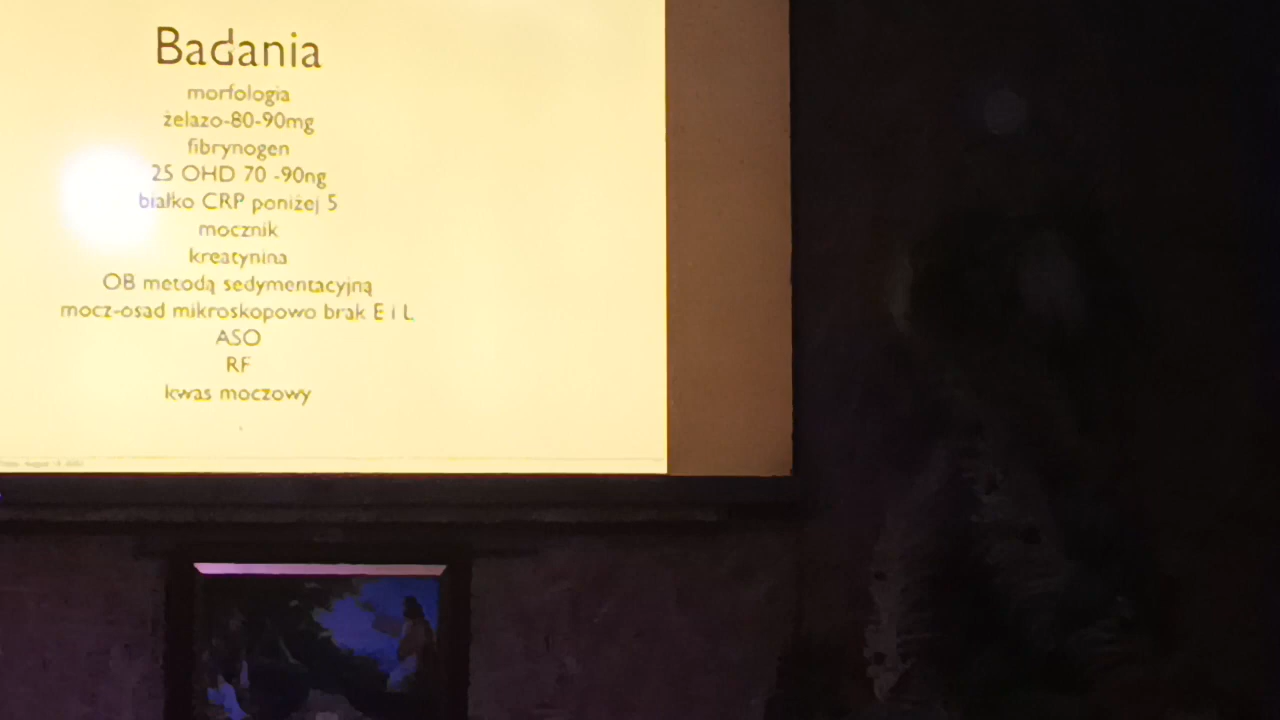 Badania
morfologia
żelazo-80-90mg
fibrynogen
25 OHD 70 -90ng
białko CRP poniżej 5
mocznik
kreatynina
OB metodą sedymentacyjną
mocz-osad mikroskopowo brak E i L
ASO
RF
kwas moczowy